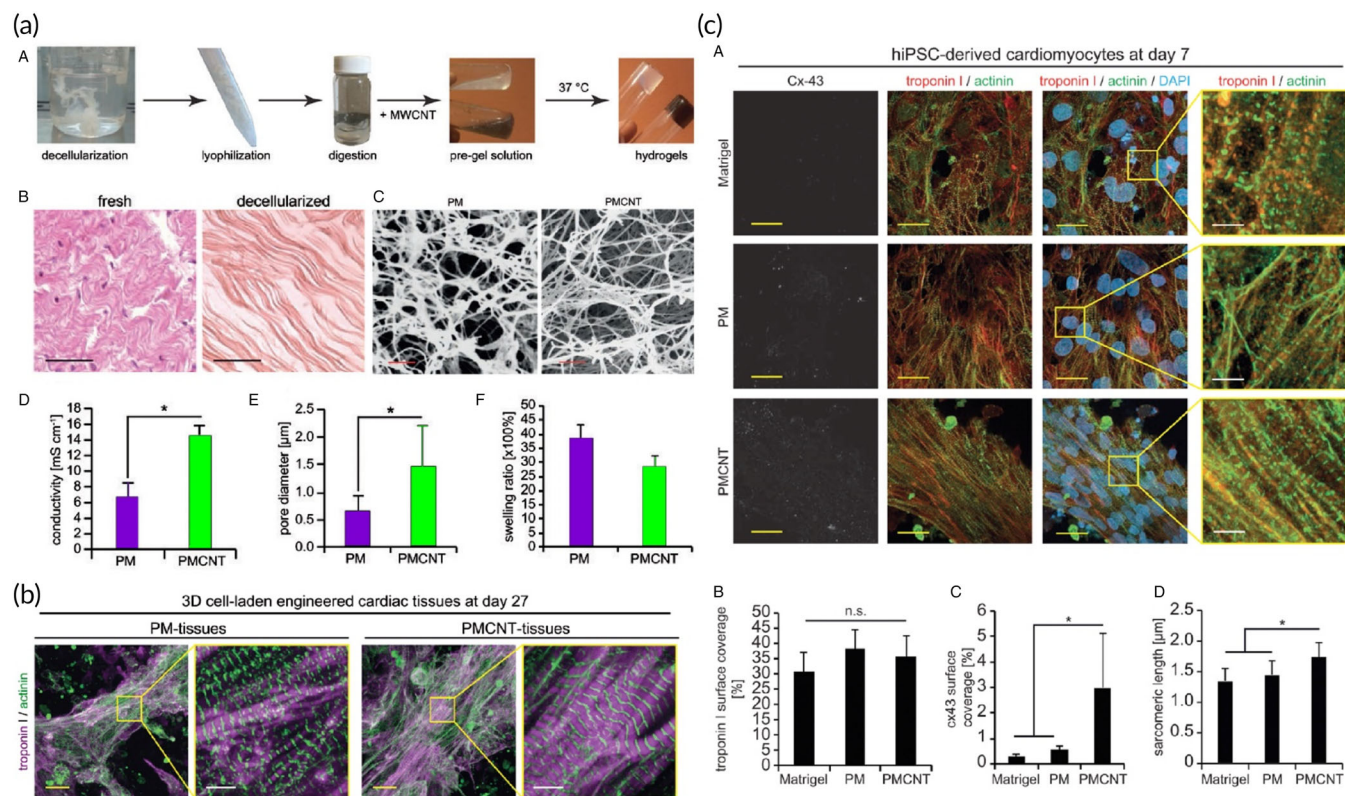 (a)
A
decellularization
lyophilization
digestion
+ MWCNT
pre-gel solution
37 °C
hydrogels
B
fresh
decellularized
C
PM
PMCNT
D
conductivity [mS cm⁻¹]
18
16
14
12
10
8
6
4
2
0
*
PM
PMCNT
E
pore diameter [µm]
2.5
2.0
1.5
1.0
0.5
0.0
*
PM
PMCNT
F
swelling ratio [x100%]
50
45
40
35
30
25
20
15
10
5
0
PM
PMCNT
(b)
3D cell-laden engineered cardiac tissues at day 27
PM-tissues
PMCNT-tissues
troponin I / actinin
(c)
A
hiPSC-derived cardiomyocytes at day 7
Cx-43
troponin I / actinin
troponin I / actinin / DAPI
troponin I / actinin
Matrigel
PM
PMCNT
B
troponin I surface coverage
[%]
50
45
40
35
30
25
20
15
10
5
0
n.s.
Matrigel
PM
PMCNT
C
cx43 surface
coverage [%]
6
5
4
3
2
1
0
*
Matrigel
PM
PMCNT
D
sarcomeric length [µm]
2.5
2.0
1.5
1.0
0.5
0
*
Matrigel
PM
PMCNT